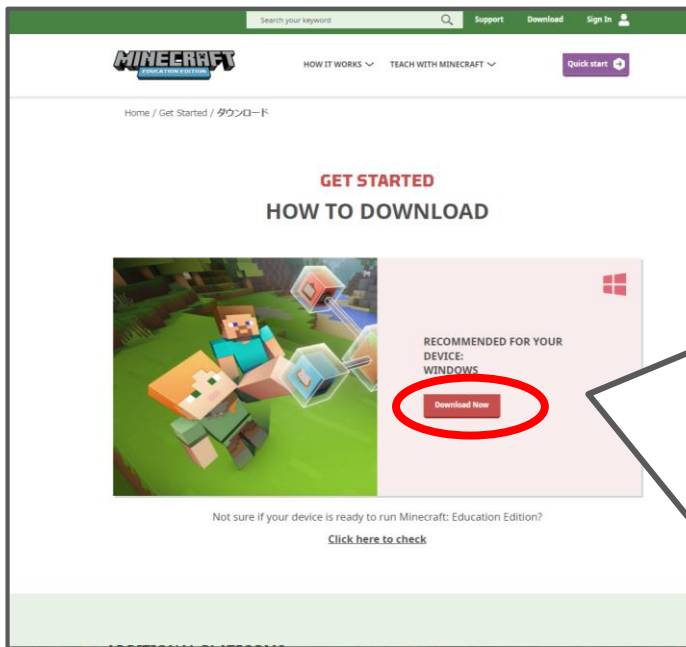 Search your keyword
Support Download Sign In
MINECRAFT
EDUCATION EDITION
HOW IT WORKS TEACH WITH MINECRAFT
Quick start
Home / Get Started / ダウンロード
GET STARTED
HOW TO DOWNLOAD
RECOMMENDED FOR YOUR
DEVICE:
WINDOWS
Download Now
Not sure if your device is ready to run Minecraft: Education Edition?
Click here to check